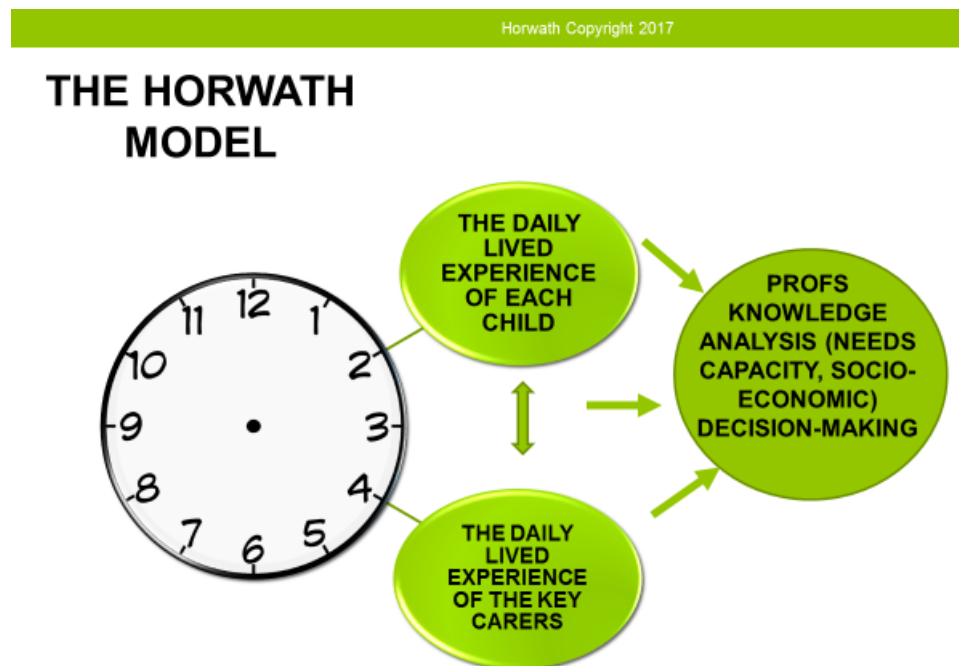 Horwath Copyright 2017
THE HORWATH
MODEL
12
1
2
3
4
5
6
7
8
9
10
11
THE DAILY
LIVED
EXPERIENCE
OF EACH
CHILD
THE DAILY
LIVED
EXPERIENCE
OF THE KEY
CARERS
PROFS
KNOWLEDGE
ANALYSIS (NEEDS
CAPACITY, SOCIO-
ECONOMIC)
DECISION-MAKING